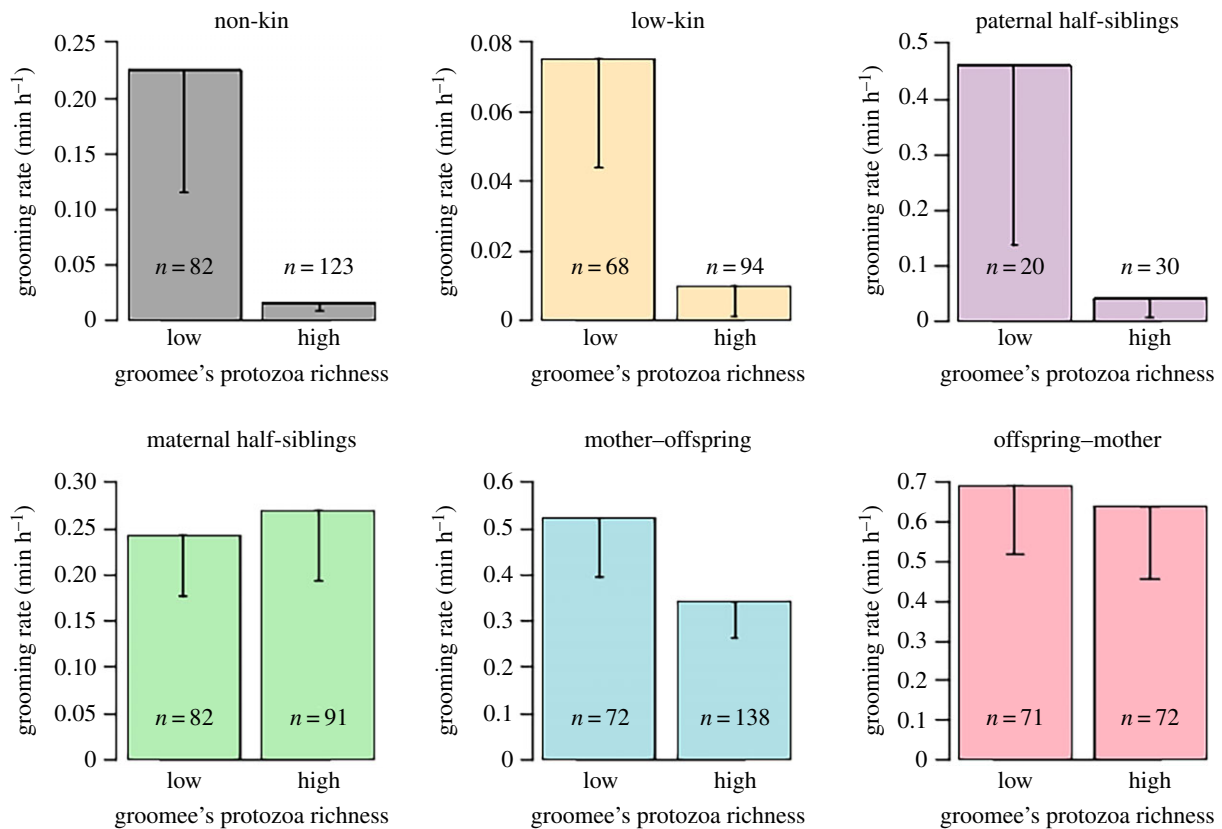 non-kin
grooming rate (min h⁻¹)
0.25
0.20
0.15
0.10
0.05
0
n = 82
n = 123
low
high
groomee's protozoa richness
low-kin
grooming rate (min h⁻¹)
0.08
0.06
0.04
0.02
0
n = 68
n = 94
low
high
groomee's protozoa richness
paternal half-siblings
grooming rate (min h⁻¹)
0.5
0.4
0.3
0.2
0.1
0
n = 20
n = 30
low
high
groomee's protozoa richness
maternal half-siblings
grooming rate (min h⁻¹)
0.30
0.25
0.20
0.15
0.10
0.05
0
n = 82
n = 91
low
high
groomee's protozoa richness
mother–offspring
grooming rate (min h⁻¹)
0.6
0.5
0.4
0.3
0.2
0.1
0
n = 72
n = 138
low
high
groomee's protozoa richness
offspring–mother
grooming rate (min h⁻¹)
0.7
0.6
0.5
0.4
0.3
0.2
0.1
0
n = 71
n = 72
low
high
groomee's protozoa richness